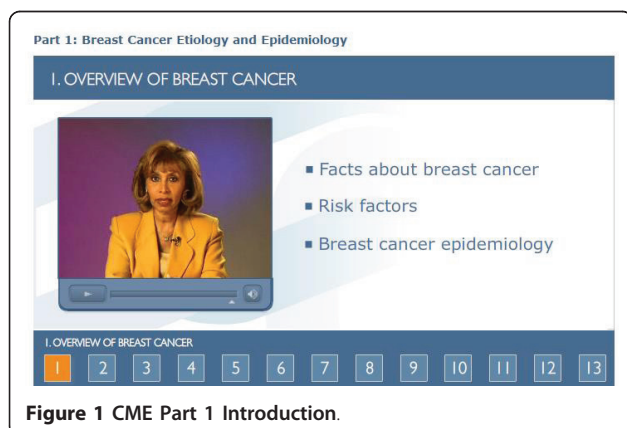 Part 1: Breast Cancer Etiology and Epidemiology
I. OVERVIEW OF BREAST CANCER
▪ Facts about breast cancer
▪ Risk factors
▪ Breast cancer epidemiology
I. OVERVIEW OF BREAST CANCER
1 2 3 4 5 6 7 8 9 10 11 12 13
Figure 1 CME Part 1 Introduction.